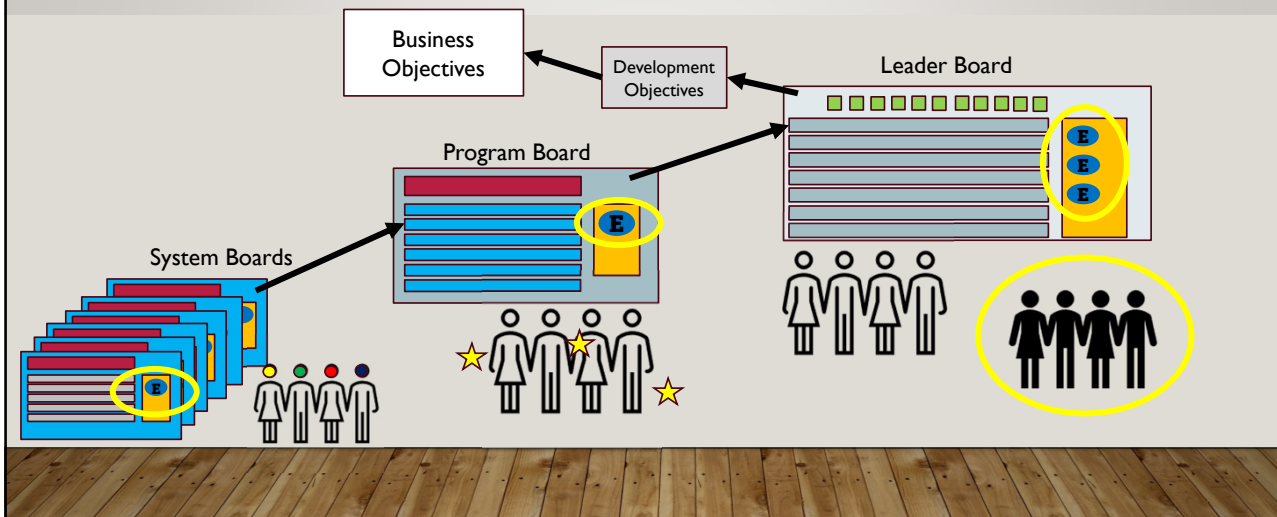 Business
Objectives
Development
Objectives
Leader Board
E
E
E
Program Board
E
System Boards
E